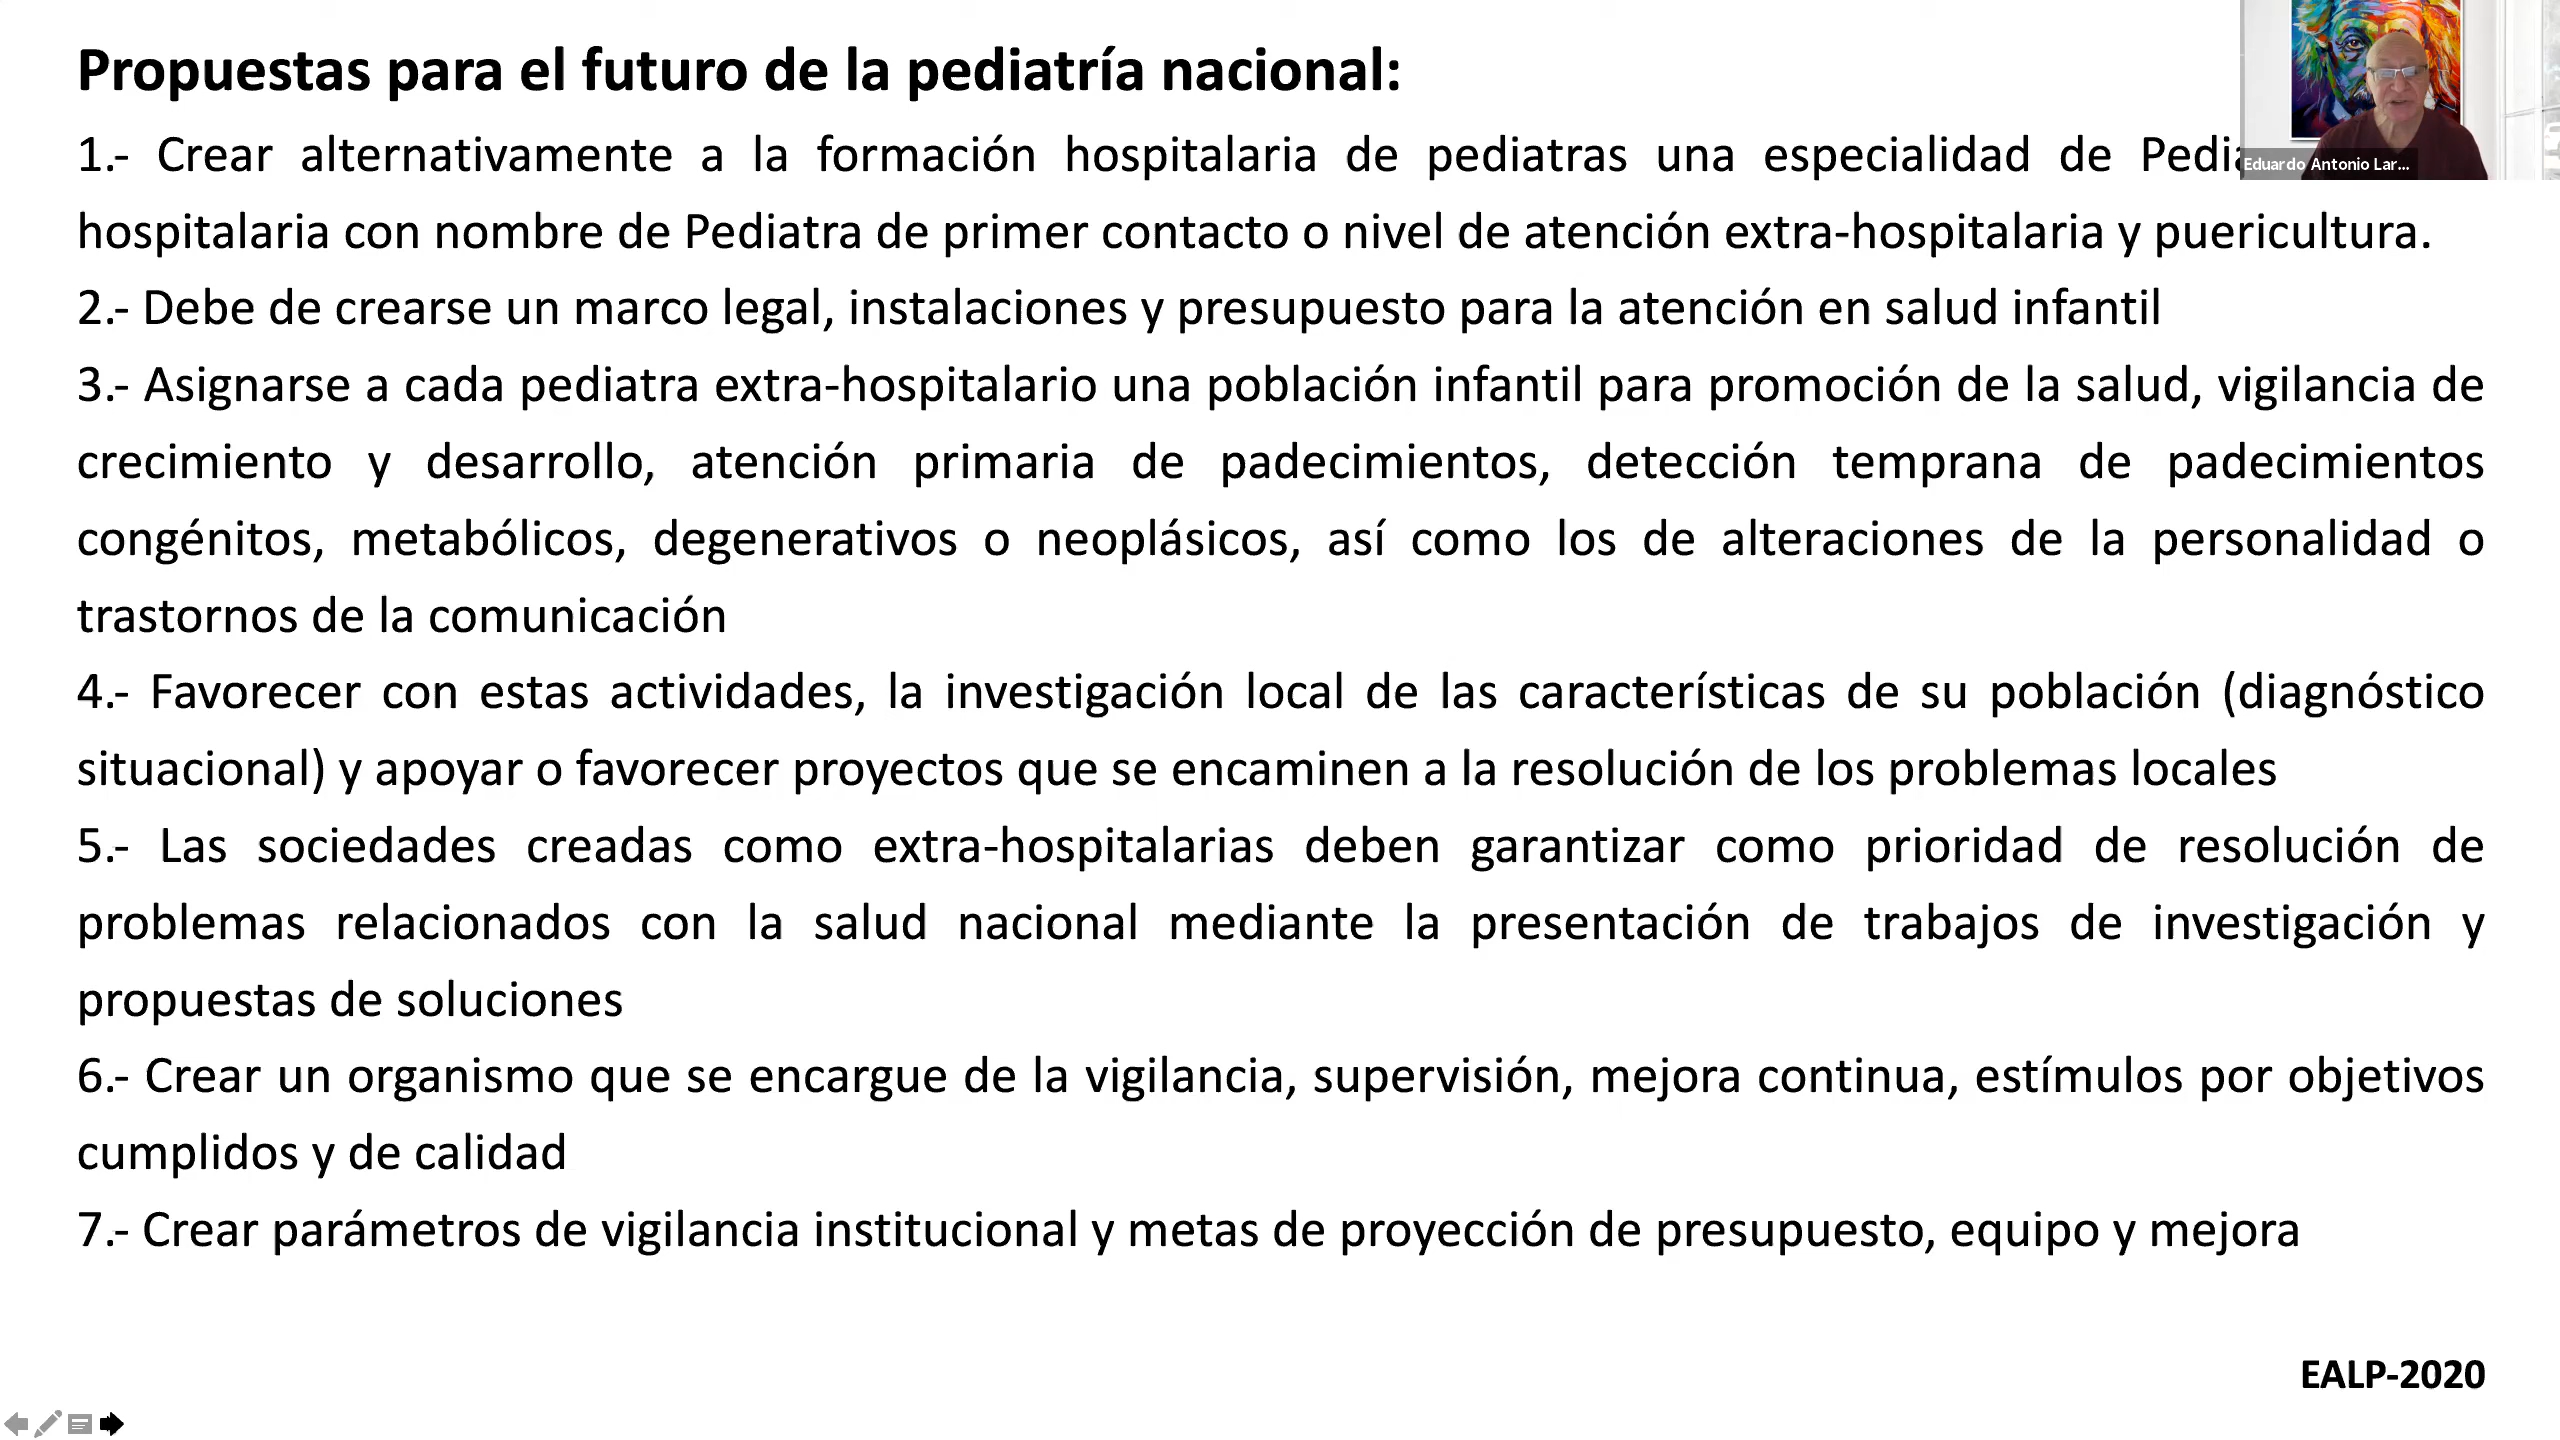 Propuestas para el futuro de la pediatría nacional:
1.- Crear alternativamente a la formación hospitalaria de pediatras una especialidad de
Eduardo Antonio Lar...
hospitalaria con nombre de Pediatra de primer contacto o nivel de atención extra-hospitalaria y puericultura.
2.- Debe de crearse un marco legal, instalaciones y presupuesto para la atención en salud infantil
3.- Asignarse a cada pediatra extra-hospitalario una población infantil para promoción de la salud, vigilancia de
crecimiento y desarrollo, atención primaria de padecimientos, detección temprana de padecimientos
congénitos, metabólicos, degenerativos o neoplásicos, así como los de alteraciones de la personalidad o
trastornos de la comunicación
4.- Favorecer con estas actividades, la investigación local de las características de su población (diagnóstico
situacional) y apoyar o favorecer proyectos que se encaminen a la resolución de los problemas locales
5.- Las sociedades creadas como extra-hospitalarias deben garantizar como prioridad de resolución de
problemas relacionados con la salud nacional mediante la presentación de trabajos de investigación y
propuestas de soluciones
6.- Crear un organismo que se encargue de la vigilancia, supervisión, mejora continua, estímulos por objetivos
cumplidos y de calidad
7.- Crear parámetros de vigilancia institucional y metas de proyección de presupuesto, equipo y mejora
EALP-2020